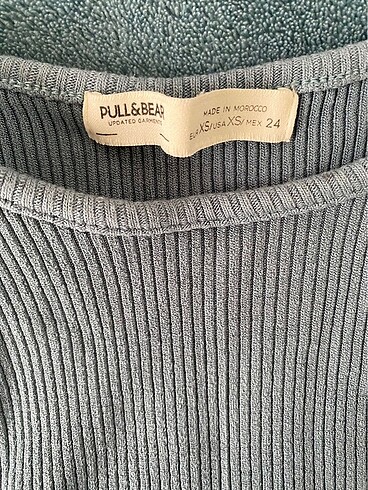 PULL&BEAR
UPDATED GARMENTS
MADE IN MOROCCO
EUR XS/USA XS/MEX 24